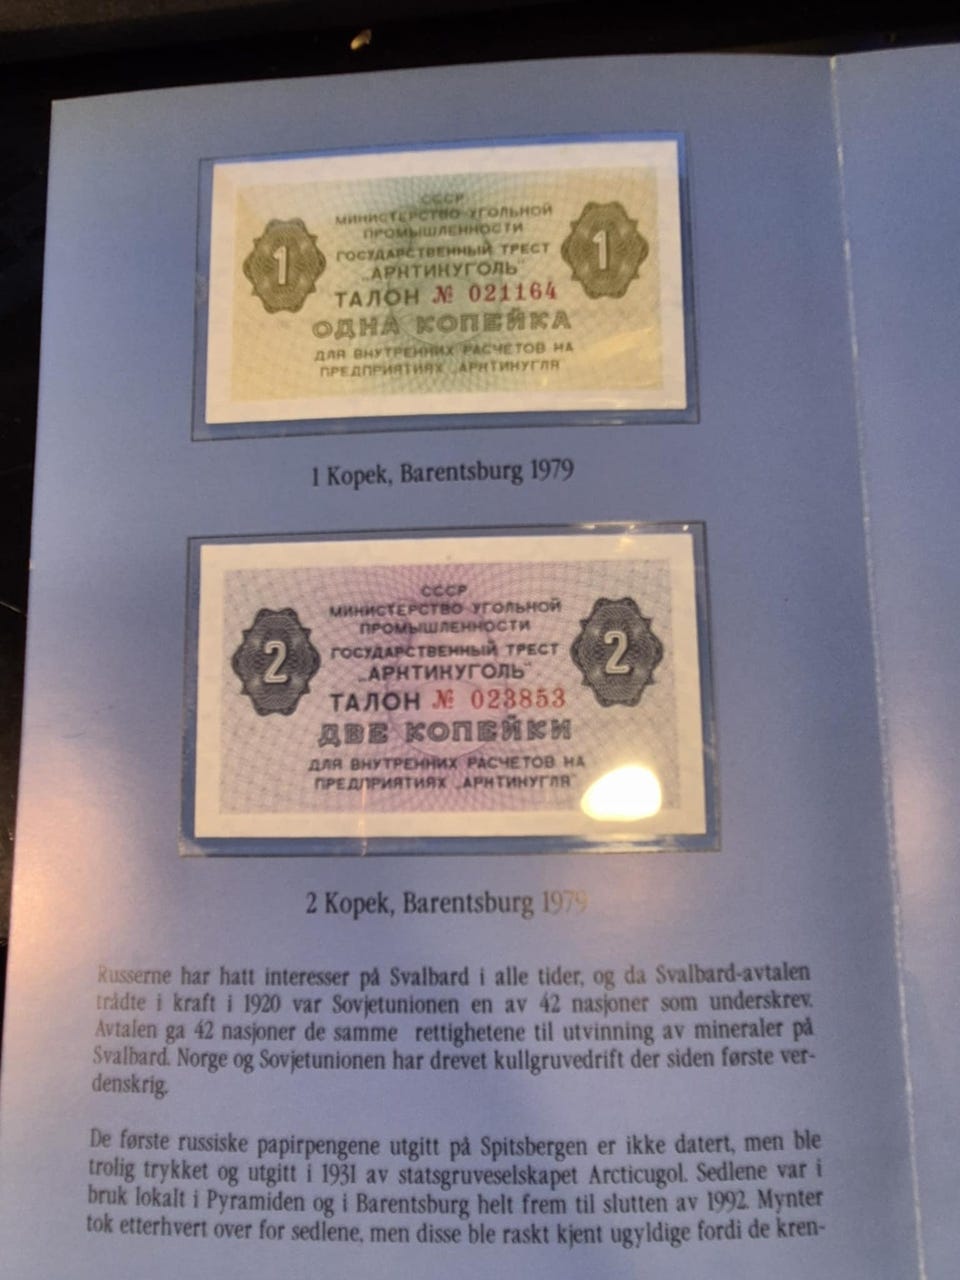 СССР
МИНИСТЕРСТВО УГОЛЬНОЙ
ПРОМЫШЛЕННОСТИ
ГОСУДАРСТВЕННЫЙ ТРЕСТ
„АРКТИКУГОЛЬ"
1 1
ТАЛОН № 021164
ОДНА КОПЕЙКА
ДЛЯ ВНУТРЕННИХ РАСЧЕТОВ НА
ПРЕДПРИЯТИЯХ „АРКТИКУГЛЯ"
1 Kopek, Barentsburg 1979
СССР
МИНИСТЕРСТВО УГОЛЬНОЙ
ПРОМЫШЛЕННОСТИ
ГОСУДАРСТВЕННЫЙ ТРЕСТ
2 2
„АРКТИКУГОЛЬ"
ТАЛОН № 023853
ДВЕ КОПЕЙКИ
ДЛЯ ВНУТРЕННИХ РАСЧЕТОВ НА
ПРЕДПРИЯТИЯХ „АРКТИКУГЛЯ"
2 Kopek, Barentsburg 1979
Russerne har hatt interesser på Svalbard i alle tider, og da Svalbard-avtalen
trådte i kraft i 1920 var Sovjetunionen en av 42 nasjoner som underskrev.
Avtalen ga 42 nasjoner de samme rettighetene til utvinning av mineraler på
Svalbard. Norge og Sovjetunionen har drevet kullgruvedrift der siden første ver-
denskrig.
De første russiske papirpengene utgitt på Spitsbergen er ikke datert, men ble
trolig trykket og utgitt i 1931 av statsgruveselskapet Arcticugol. Sedlene var i
bruk lokalt i Pyramiden og i Barentsburg helt frem til slutten av 1992. Mynter
tok etterhvert over for sedlene, men disse ble raskt kjent ugyldige fordi de kren-